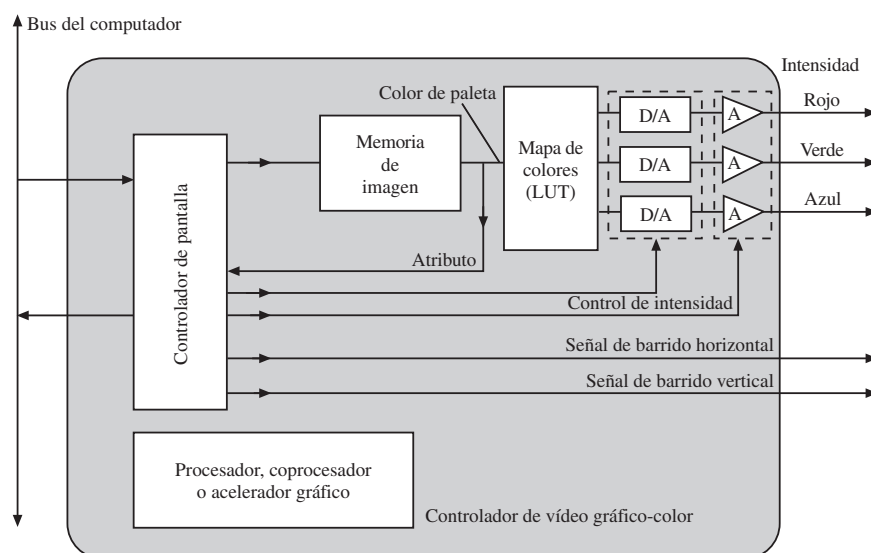 Bus del computador
Intensidad
Color de paleta
Rojo
D/A
A
Memoria
de
imagen
Mapa de
colores
(LUT)
Verde
D/A
A
Azul
D/A
A
Controlador de pantalla
Atributo
Control de intensidad
Señal de barrido horizontal
Señal de barrido vertical
Procesador, coprocesador
o acelerador gráfico
Controlador de vídeo gráfico-color